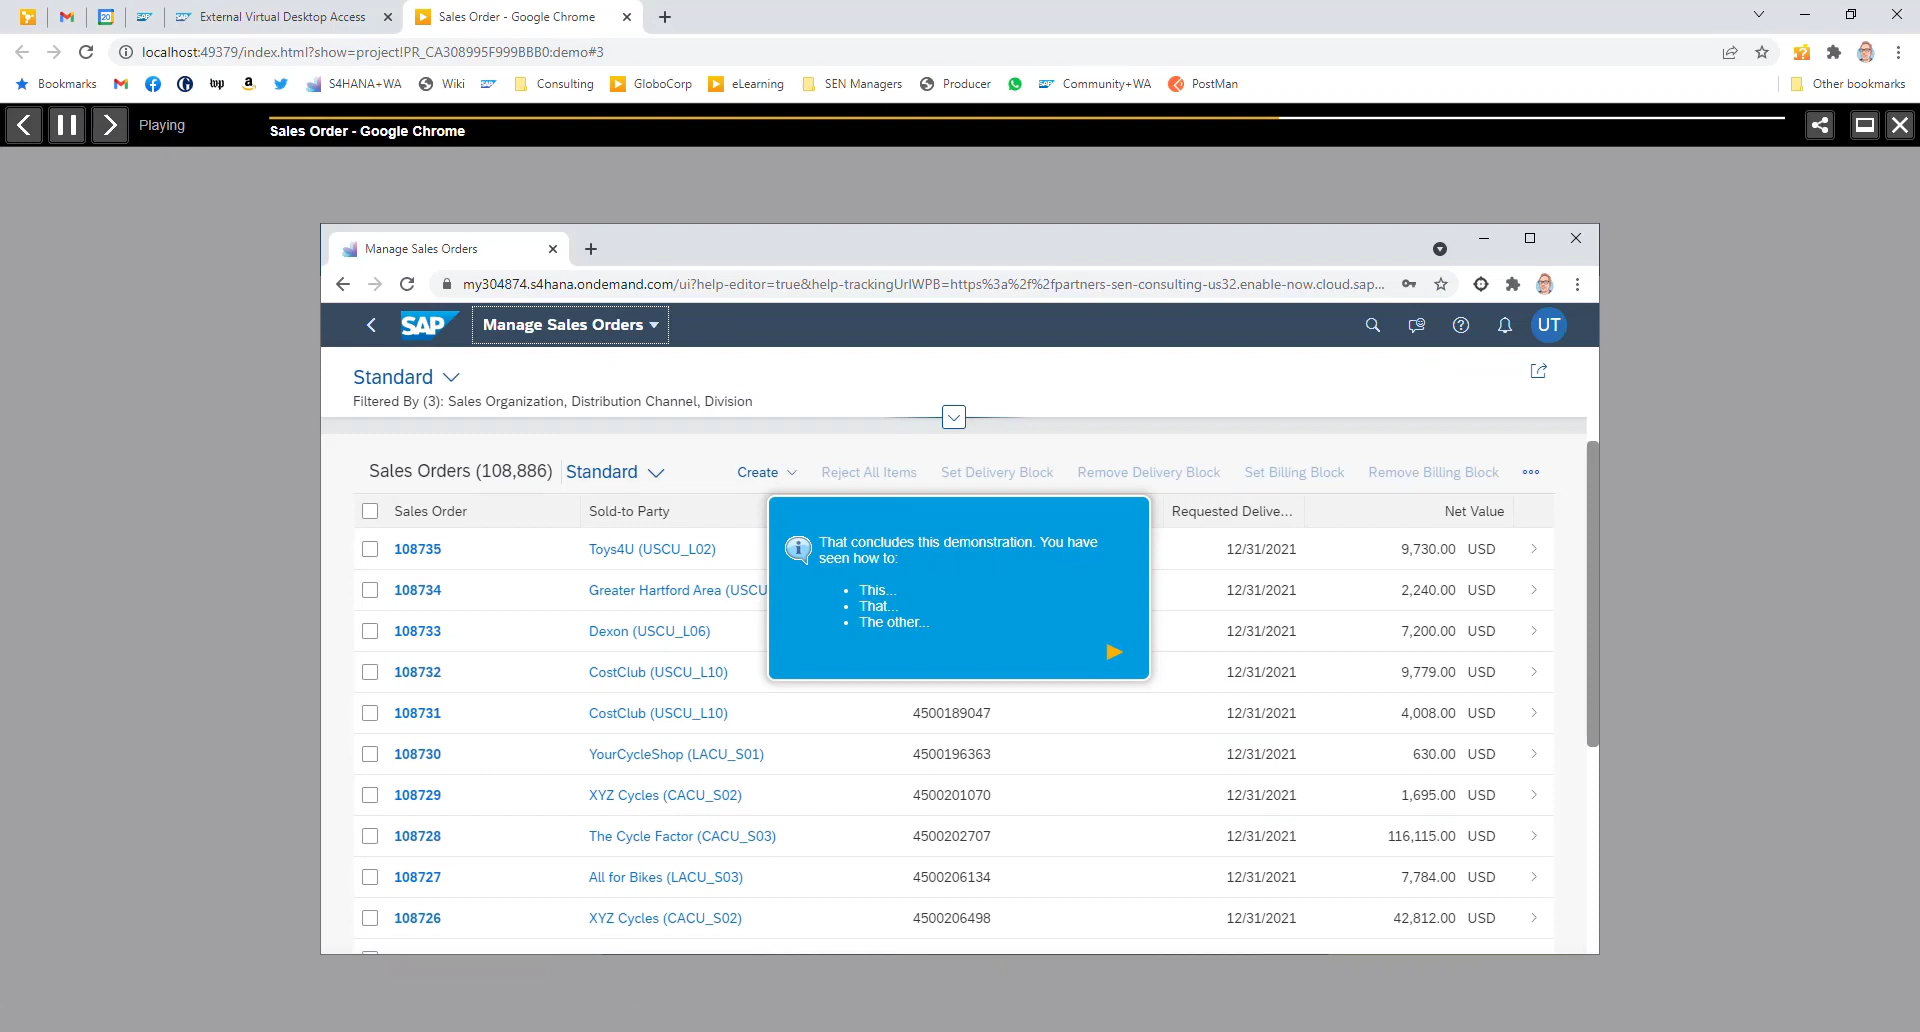 External Virtual Desktop Access
Sales Order - Google Chrome
localhost:49379/index.html?show=project!PR_CA308995F999BBB0:demo#3
Bookmarks
S4HANA+WA
Wiki
Consulting
GloboCorp
eLearning
SEN Managers
Producer
Community+WA
PostMan
Other bookmarks
Playing
Sales Order - Google Chrome
Manage Sales Orders
my304874.s4hana.ondemand.com/ui?help-editor=true&help-trackingUrlWPB=https%3a%2f%2fpartners-sen-consulting-us32.enable-now.cloud.sap...
SAP Manage Sales Orders UT
Standard
Filtered By (3): Sales Organization, Distribution Channel, Division
Sales Orders (108,886) Standard Create Reject All Items Set Delivery Block Remove Delivery Block Set Billing Block Remove Billing Block
Sales Order Sold-to Party Requested Delive... Net Value
108735 Toys4U (USCU_L02) 12/31/2021 9,730.00 USD
108734 Greater Hartford Area (USCU 12/31/2021 2,240.00 USD
108733 Dexon (USCU_L06) 12/31/2021 7,200.00 USD
108732 CostClub (USCU_L10) 12/31/2021 9,779.00 USD
108731 CostClub (USCU_L10) 4500189047 12/31/2021 4,008.00 USD
108730 YourCycleShop (LACU_S01) 4500196363 12/31/2021 630.00 USD
108729 XYZ Cycles (CACU_S02) 4500201070 12/31/2021 1,695.00 USD
108728 The Cycle Factor (CACU_S03) 4500202707 12/31/2021 116,115.00 USD
108727 All for Bikes (LACU_S03) 4500206134 12/31/2021 7,784.00 USD
108726 XYZ Cycles (CACU_S02) 4500206498 12/31/2021 42,812.00 USD
That concludes this demonstration. You have
seen how to:
• This...
• That...
• The other...